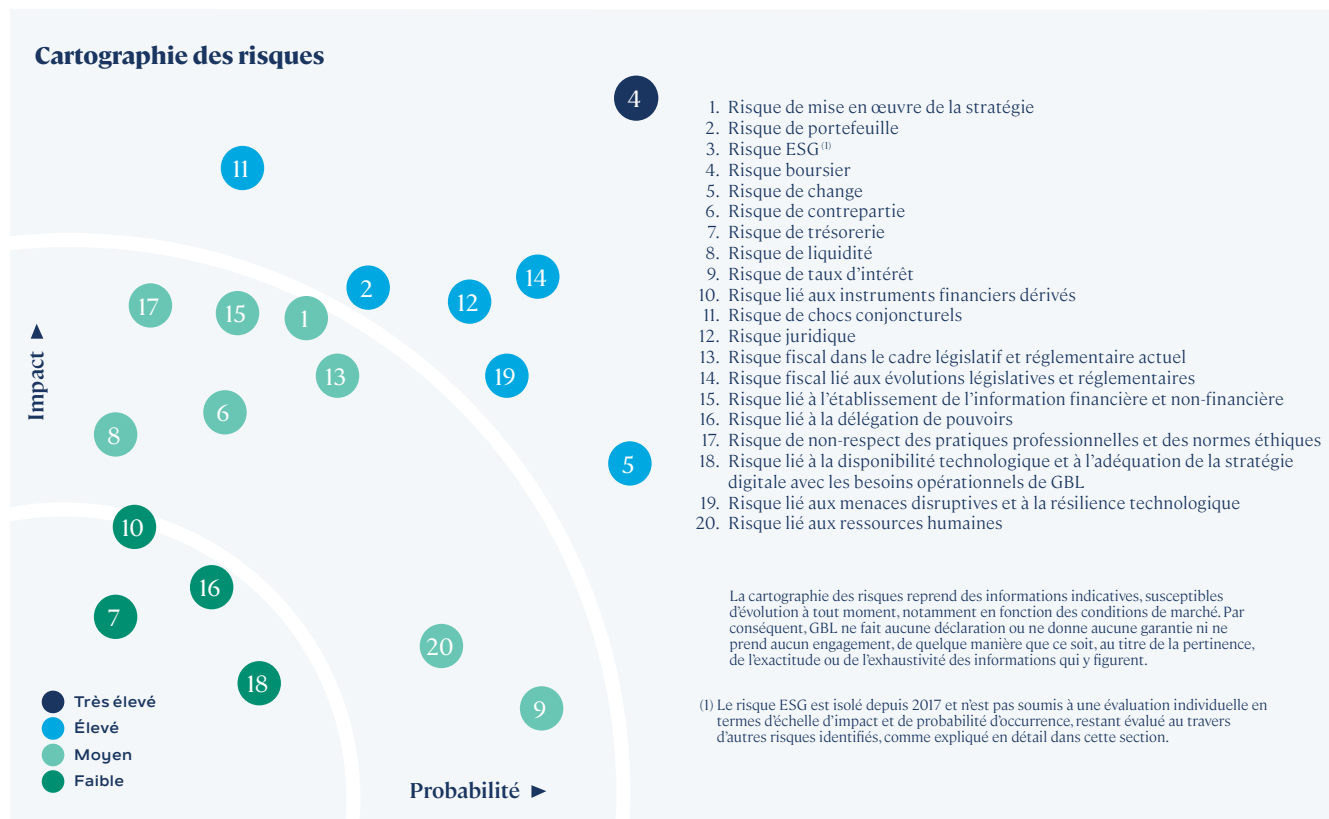 Cartographie des risques
4
11
2
14
12
17
15
1
13
19
6
8
5
10
16
7
20
18
9
Impact ▲
Probabilité ►
Très élevé
Élevé
Moyen
Faible
1. Risque de mise en œuvre de la stratégie
2. Risque de portefeuille
3. Risque ESG(1)
4. Risque boursier
5. Risque de change
6. Risque de contrepartie
7. Risque de trésorerie
8. Risque de liquidité
9. Risque de taux d'intérêt
10. Risque lié aux instruments financiers dérivés
11. Risque de chocs conjoncturels
12. Risque juridique
13. Risque fiscal dans le cadre législatif et réglementaire actuel
14. Risque fiscal lié aux évolutions législatives et réglementaires
15. Risque lié à l'établissement de l'information financière et non-financière
16. Risque lié à la délégation de pouvoirs
17. Risque de non-respect des pratiques professionnelles et des normes éthiques
18. Risque lié à la disponibilité technologique et à l'adéquation de la stratégie
digitale avec les besoins opérationnels de GBL
19. Risque lié aux menaces disruptives et à la résilience technologique
20. Risque lié aux ressources humaines
La cartographie des risques reprend des informations indicatives, susceptibles
d'évolution à tout moment, notamment en fonction des conditions de marché. Par
conséquent, GBL ne fait aucune déclaration ou ne donne aucune garantie ni ne
prend aucun engagement, de quelque manière que ce soit, au titre de la pertinence,
de l'exactitude ou de l'exhaustivité des informations qui y figurent.
(1) Le risque ESG est isolé depuis 2017 et n'est pas soumis à une évaluation individuelle en
termes d'échelle d'impact et de probabilité d'occurrence, restant évalué au travers
d'autres risques identifiés, comme expliqué en détail dans cette section.